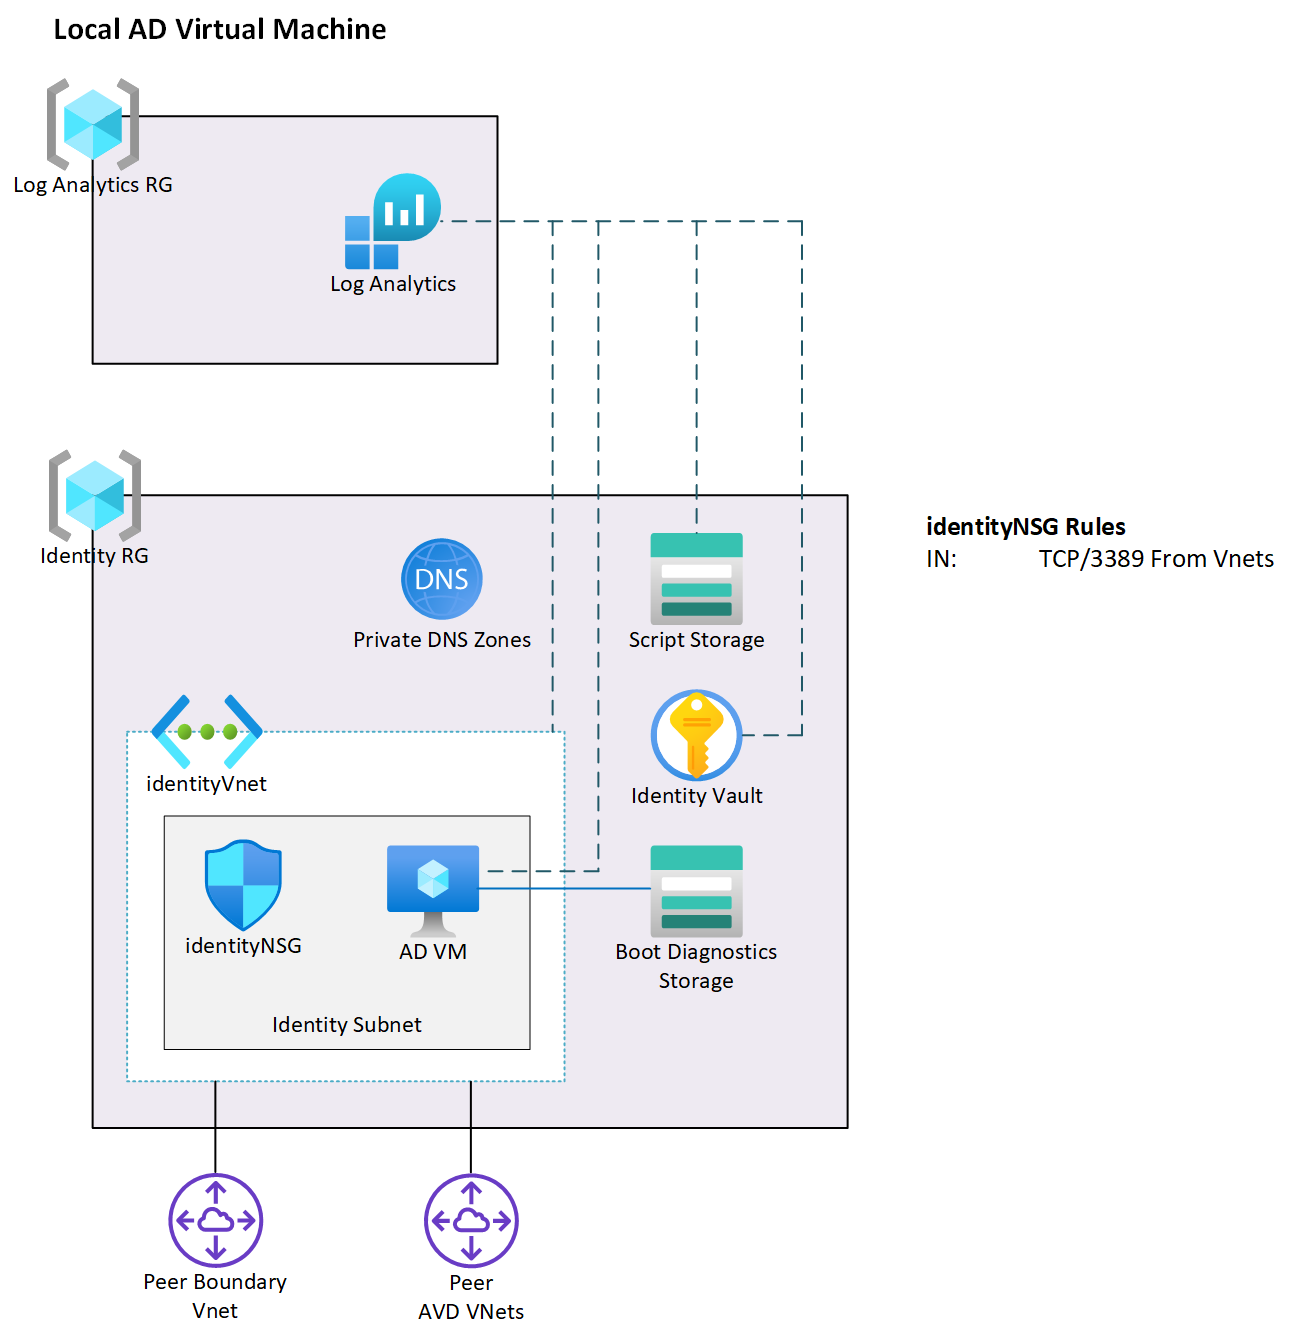 Local AD Virtual Machine
Log Analytics RG
Log Analytics
Identity RG
identityNSG Rules
IN: TCP/3389 From Vnets
DNS
Private DNS Zones
Script Storage
identityVnet
Identity Vault
identityNSG
AD VM
Boot Diagnostics
Storage
Identity Subnet
Peer Boundary
Vnet
Peer
AVD VNets